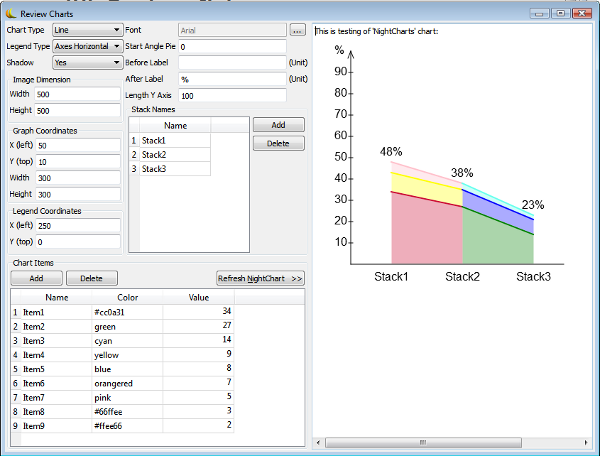 Review Charts
Chart Type Line Font Arial ...
Legend Type Axes Horizontal Start Angle Pie 0
Shadow Yes Before Label (Unit)
Image Dimension After Label % (Unit)
Width 500 Length Y Axis 100
Height 500 Stack Names
Name Add
Graph Coordinates 1 Stack1 Delete
X (left) 50 2 Stack2
Y (top) 10 3 Stack3
Width 300
Height 300
Legend Coordinates
X (left) 250
Y (top) 0
Chart Items
Add Delete Refresh NightChart >>
Name Color Value
1 Item1 #cc0a31 34
2 Item2 green 27
3 Item3 cyan 14
4 Item4 yellow 9
5 Item5 blue 8
6 Item6 orangered 7
7 Item7 pink 5
8 Item8 #66ffee 3
9 Item9 #ffee66 2
This is testing of 'NightCharts' chart:
%
90
80
70
60
50
48%
40
38%
30
23%
20
10
Stack1 Stack2 Stack3